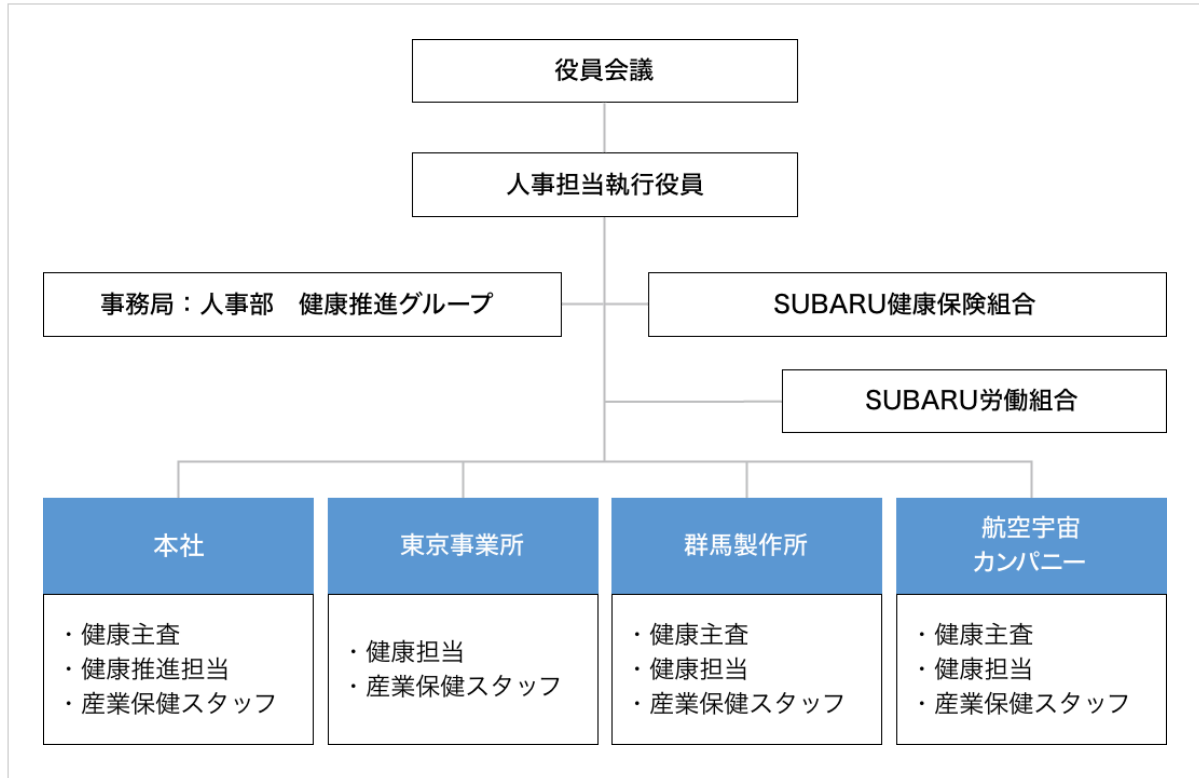 役員会議
人事担当執行役員
事務局：人事部　健康推進グループ
SUBARU健康保険組合
SUBARU労働組合
本社
・健康主査
・健康推進担当
・産業保健スタッフ
東京事業所
・健康担当
・産業保健スタッフ
群馬製作所
・健康主査
・健康担当
・産業保健スタッフ
航空宇宙
カンパニー
・健康主査
・健康担当
・産業保健スタッフ